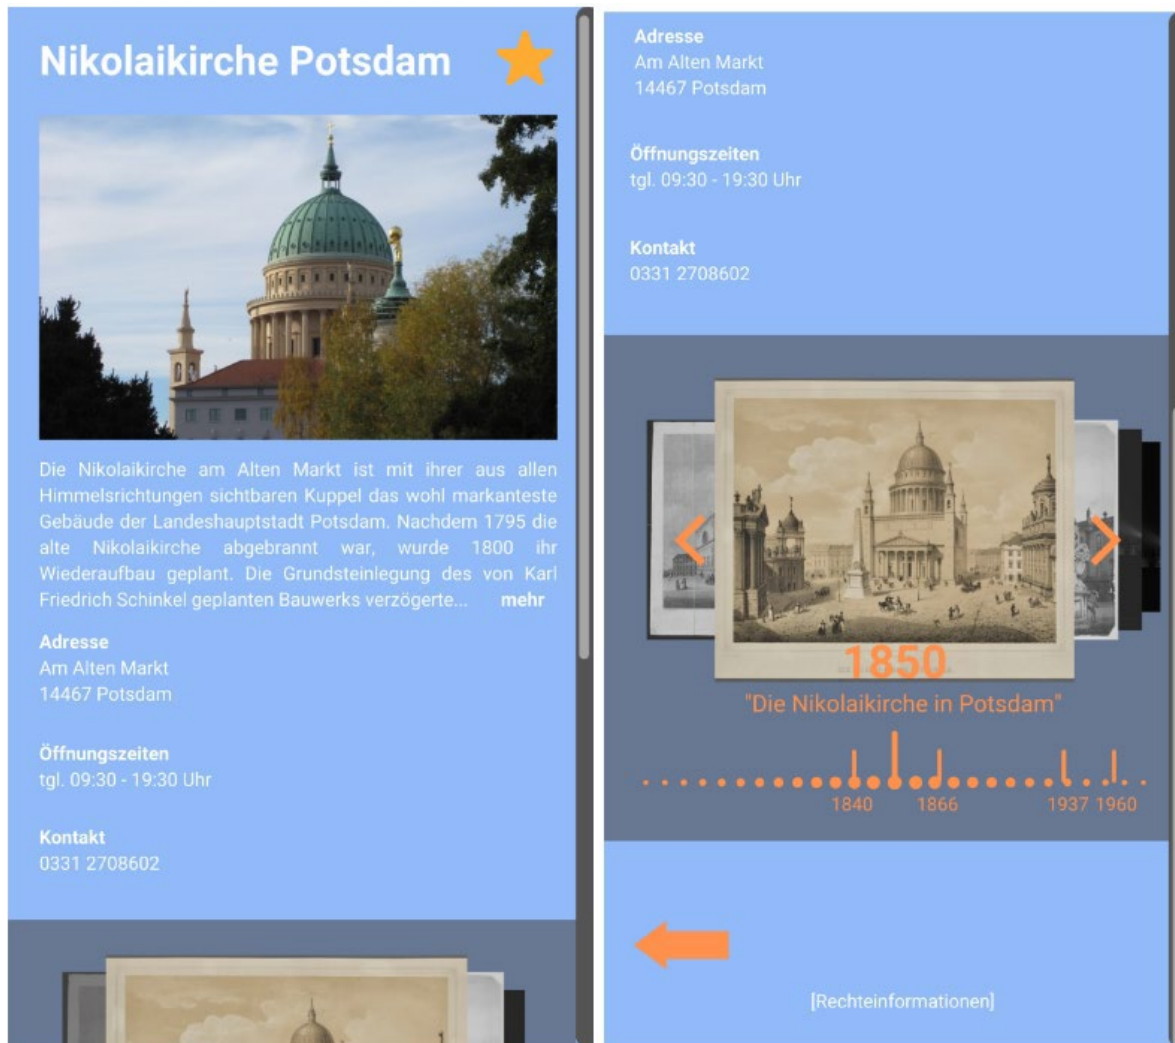 Nikolaikirche Potsdam
Die Nikolaikirche am Alten Markt ist mit ihrer aus allen
Himmelsrichtungen sichtbaren Kuppel das wohl markanteste
Gebäude der Landeshauptstadt Potsdam. Nachdem 1795 die
alte Nikolaikirche abgebrannt war, wurde 1800 ihr
Wiederaufbau geplant. Die Grundsteinlegung des von Karl
Friedrich Schinkel geplanten Bauwerks verzögerte... mehr
Adresse
Am Alten Markt
14467 Potsdam
Öffnungszeiten
tgl. 09:30 - 19:30 Uhr
Kontakt
0331 2708602
Adresse
Am Alten Markt
14467 Potsdam
Öffnungszeiten
tgl. 09:30 - 19:30 Uhr
Kontakt
0331 2708602
1850
"Die Nikolaikirche in Potsdam"
1840 1866 1937 1960
[Rechteinformationen]